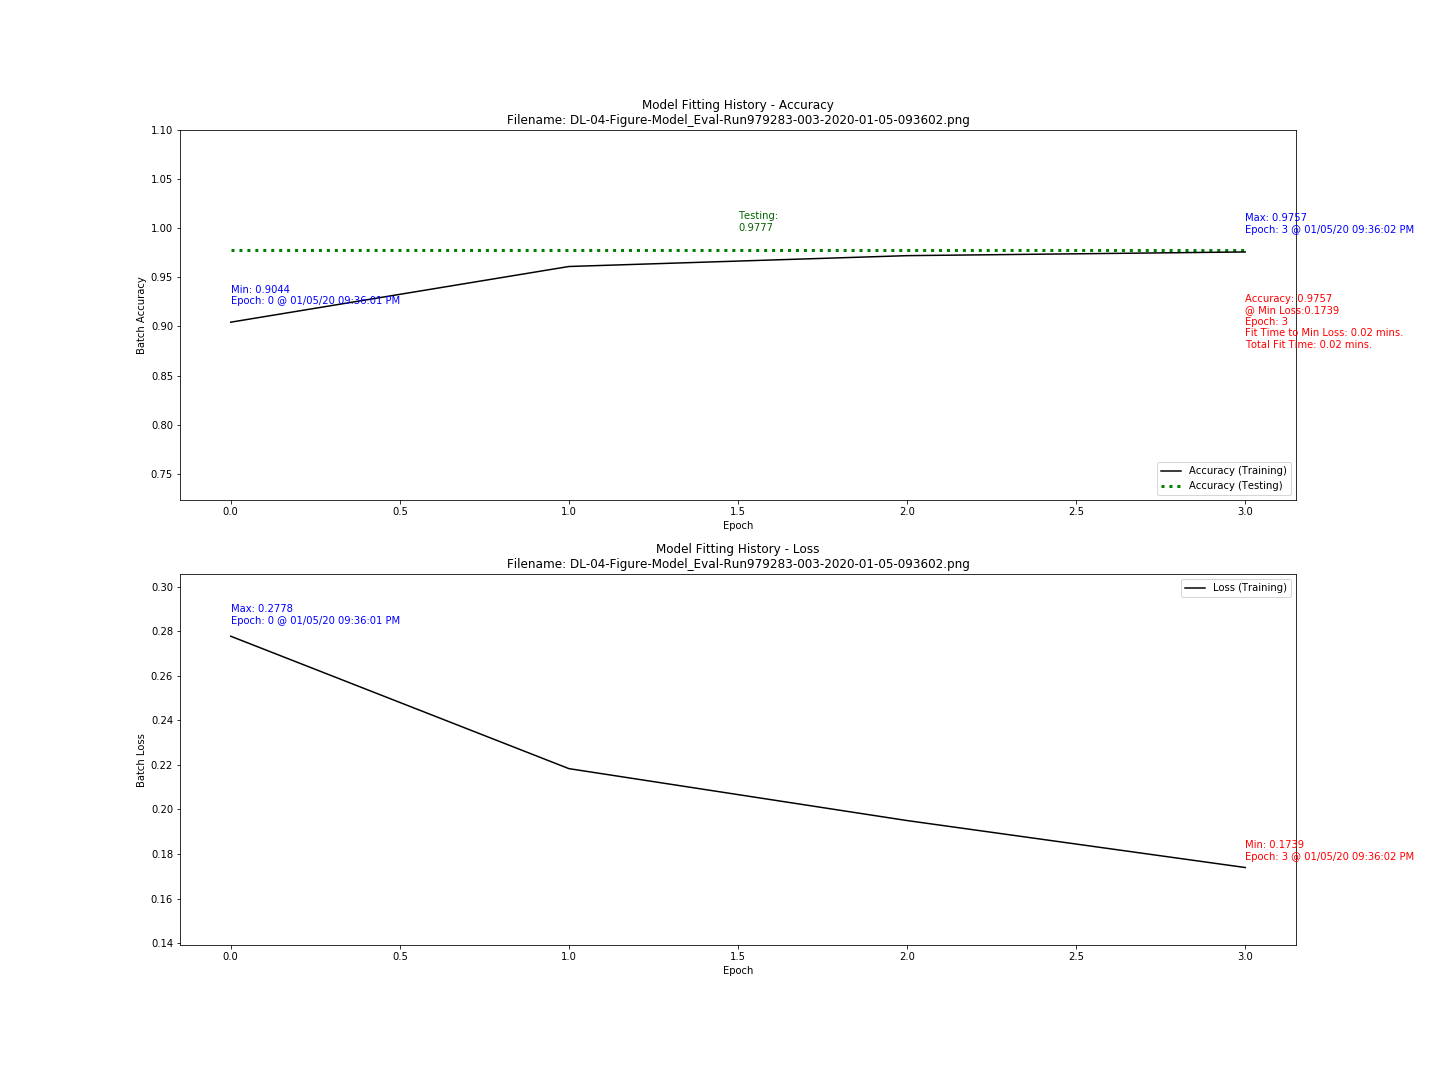 Model Fitting History - Accuracy
Filename: DL-04-Figure-Model_Eval-Run979283-003-2020-01-05-093602.png
1.10
1.05
1.00
0.95
0.90
0.85
0.80
0.75
Batch Accuracy
Testing:
0.9777
Max: 0.9757
Epoch: 3 @ 01/05/20 09:36:02 PM
Min: 0.9044
Epoch: 0 @ 01/05/20 09:36:01 PM
Accuracy: 0.9757
@ Min Loss:0.1739
Epoch: 3
Fit Time to Min Loss: 0.02 mins.
Total Fit TIme: 0.02 mins.
Accuracy (Training)
Accuracy (Testing)
0.0 0.5 1.0 1.5 2.0 2.5 3.0
Epoch
Model Fitting History - Loss
Filename: DL-04-Figure-Model_Eval-Run979283-003-2020-01-05-093602.png
0.30
0.28
0.26
0.24
0.22
0.20
0.18
0.16
0.14
Batch Loss
Loss (Training)
Max: 0.2778
Epoch: 0 @ 01/05/20 09:36:01 PM
Min: 0.1739
Epoch: 3 @ 01/05/20 09:36:02 PM
0.0 0.5 1.0 1.5 2.0 2.5 3.0
Epoch